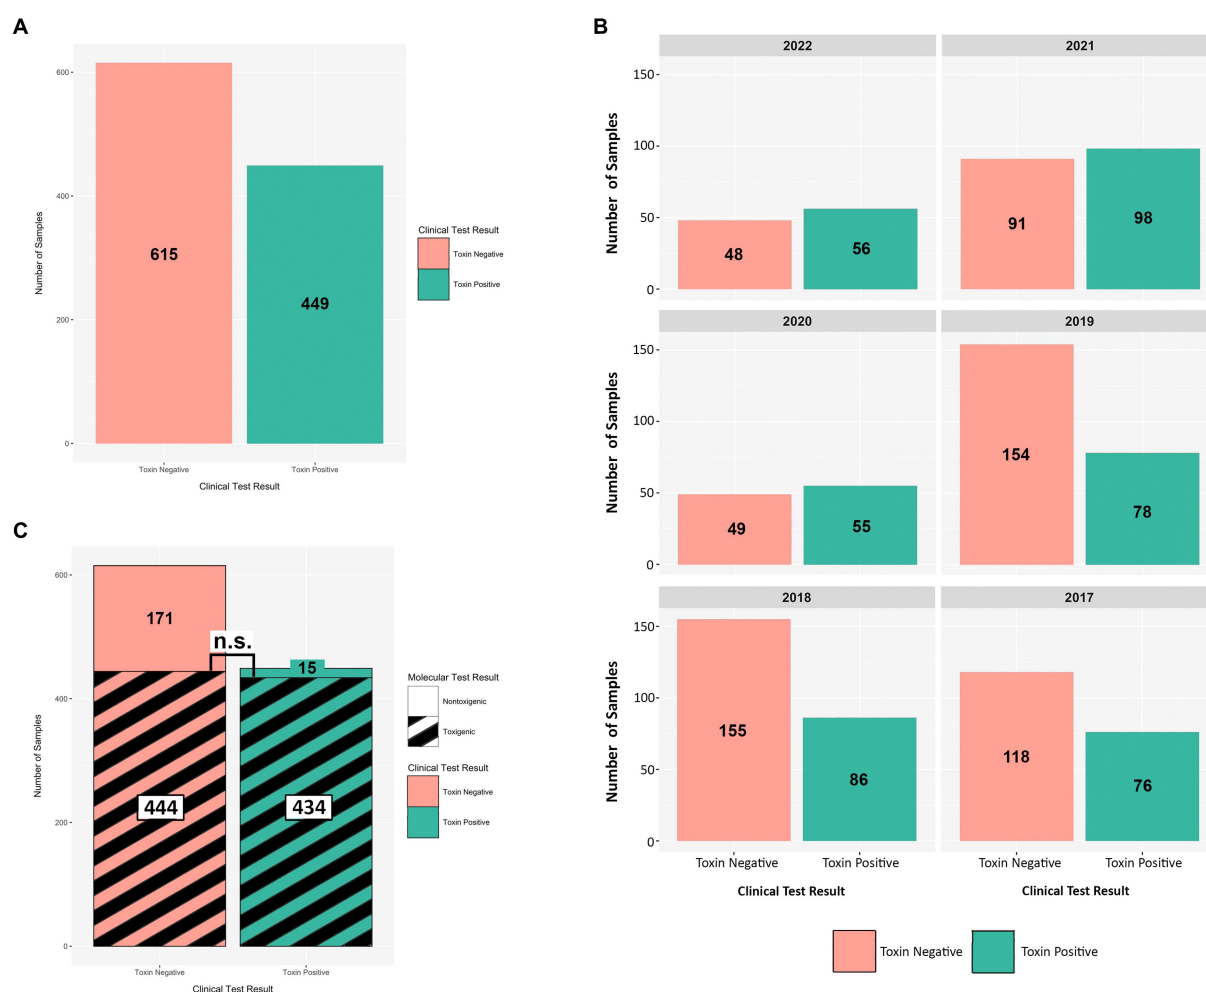 A
600
400
200
0
Number of Samples
615
449
Toxin Negative
Toxin Positive
Clinical Test Result
Clinical Test Result
Toxin Negative
Toxin Positive
B
2022
2021
150
100
50
0
Number of Samples
48
56
91
98
2020
2019
150
100
50
0
Number of Samples
49
55
154
78
2018
2017
150
100
50
0
Number of Samples
155
86
118
76
Toxin Negative
Toxin Positive
Toxin Negative
Toxin Positive
Clinical Test Result
Clinical Test Result
Toxin Negative
Toxin Positive
C
600
400
200
0
Number of Samples
171
n.s.
15
444
434
Toxin Negative
Toxin Positive
Clinical Test Result
Molecular Test Result
Nontoxigenic
Toxigenic
Clinical Test Result
Toxin Negative
Toxin Positive